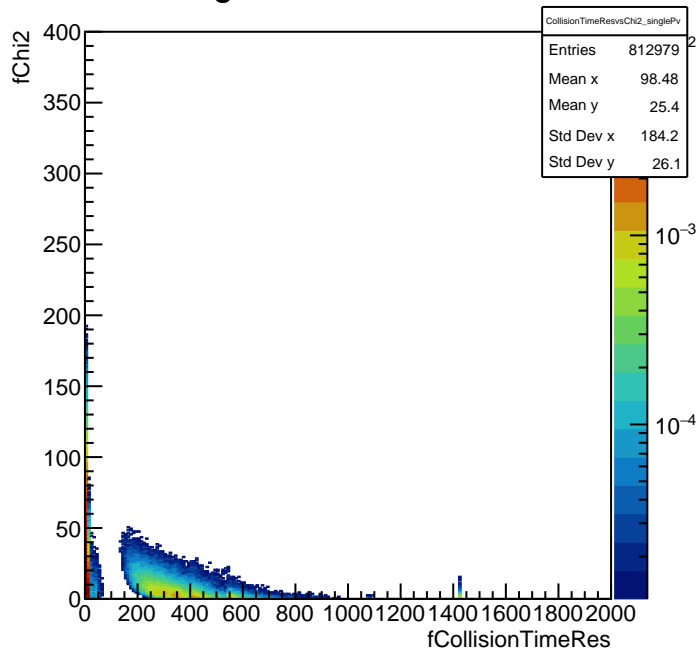 CollisionTimeResvsChi2_singlePv
Entries 812979
Mean x 98.48
Mean y 25.4
Std Dev x 184.2
Std Dev y 26.1
fChi2
400
350
300
250
200
150
100
50
0
0 200 400 600 800 1000 1200 1400 1600 1800 2000
fCollisionTimeRes
2
10−3
10−4